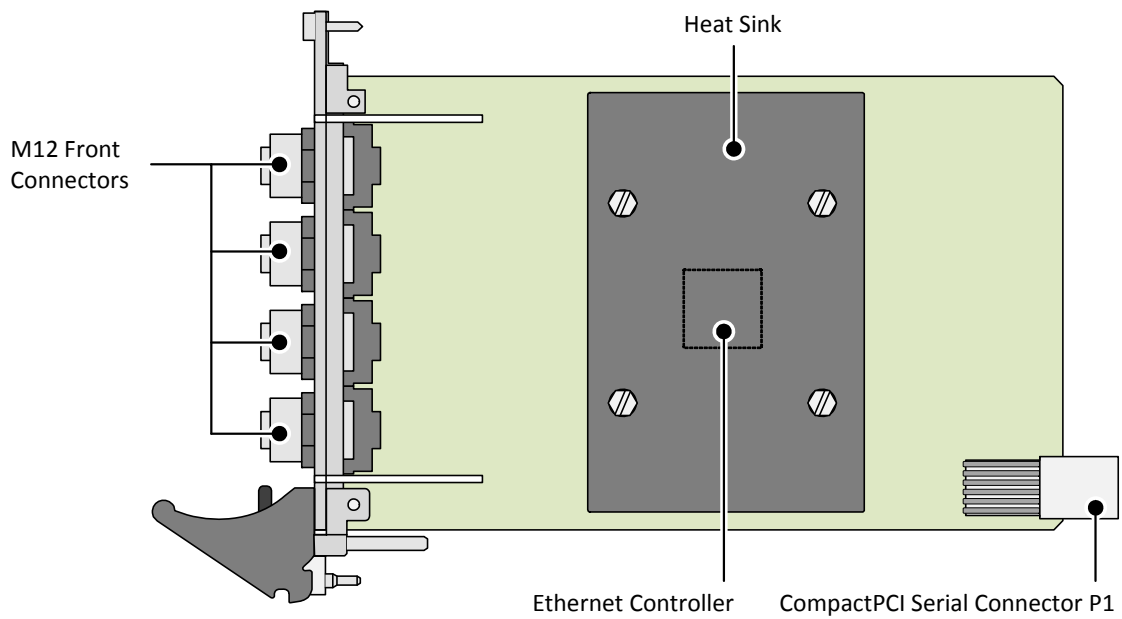 Heat Sink
M12 Front
Connectors
Ethernet Controller
CompactPCI Serial Connector P1